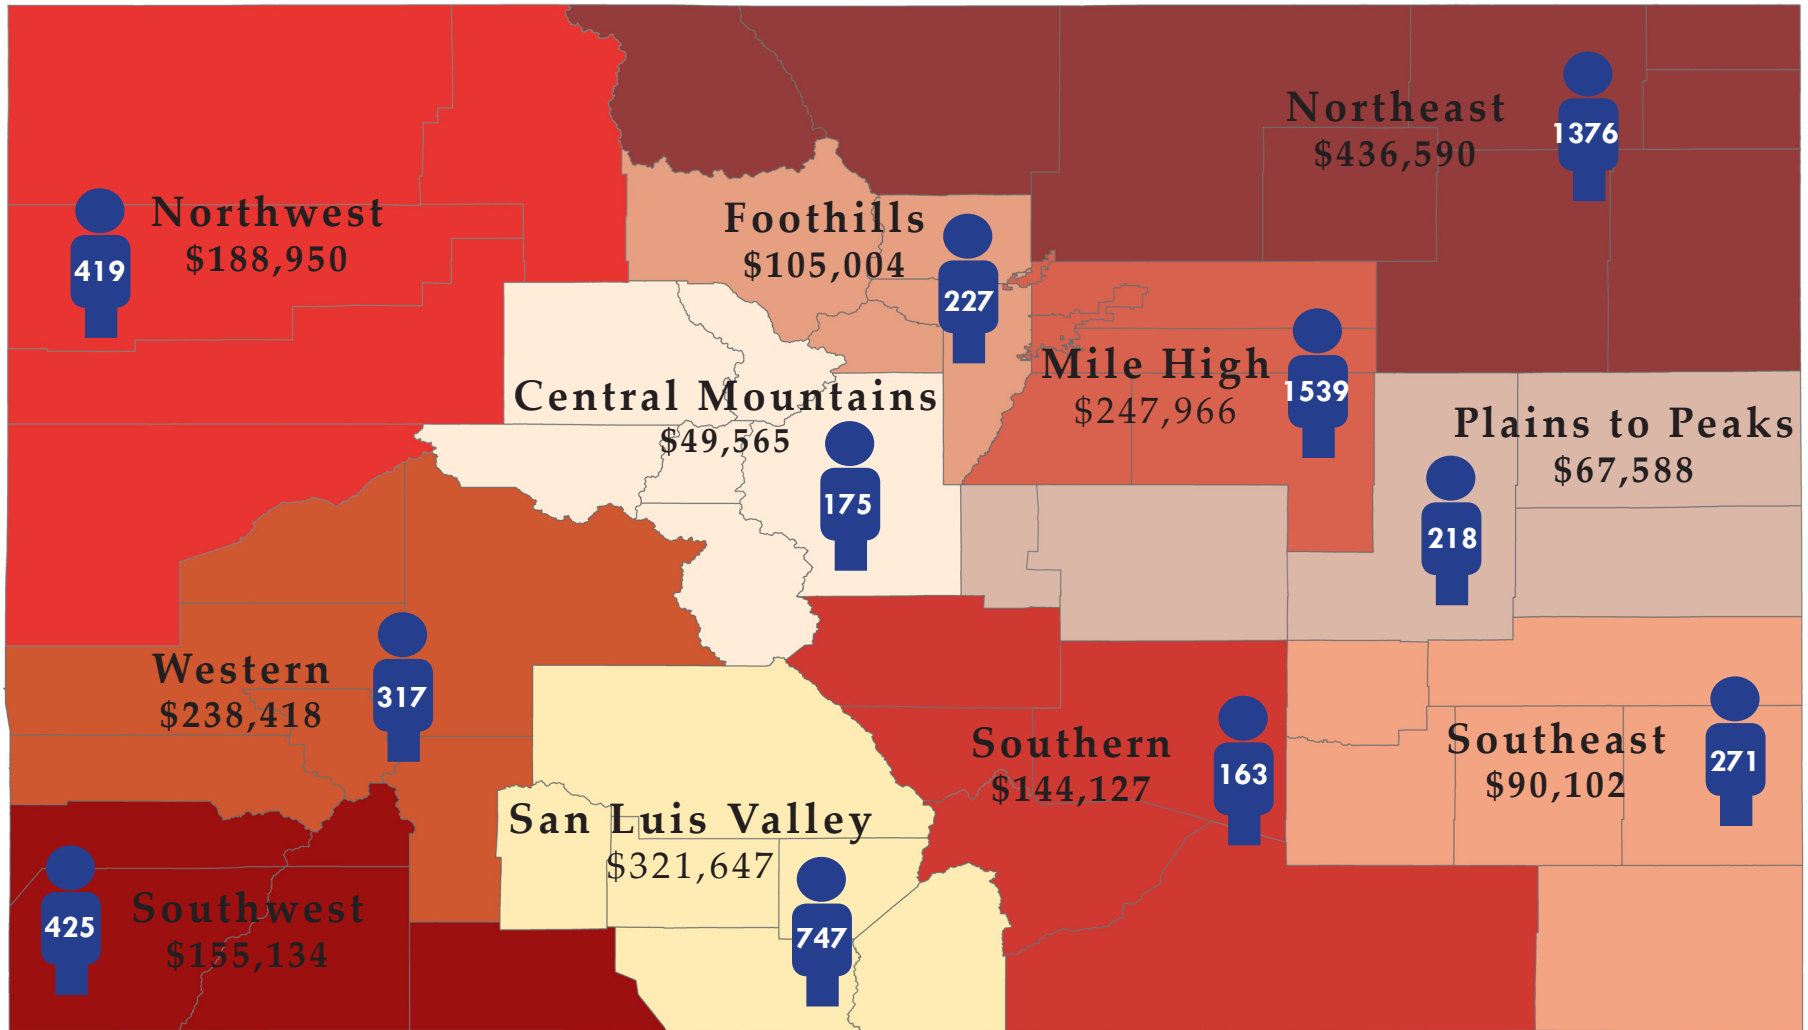 Northeast
$436,590
1376
Northwest
$188,950
419
Foothills
$105,004
227
Mile High
$247,966
1539
Central Mountains
$49,565
175
Plains to Peaks
$67,588
218
Western
$238,418
317
Southern
$144,127
163
Southeast
$90,102
271
San Luis Valley
$321,647
747
Southwest
$155,134
425